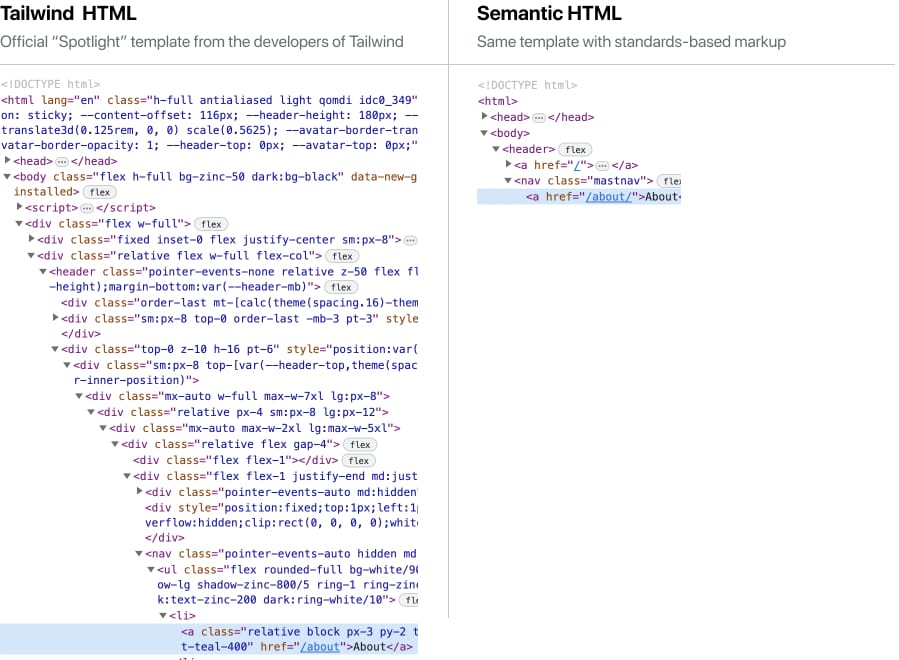 Tailwind HTML
Official “Spotlight” template from the developers of Tailwind
<!DOCTYPE html>
<html lang="en" class="h-full antialiased light qomdi idc0_349"
on: sticky; --content-offset: 116px; --header-height: 180px; --
translate3d(0.125rem, 0, 0) scale(0.5625); --avatar-border-tran
vatar-border-opacity: 1; --header-top: 0px; --avatar-top: 0px;"
<head> ⋯ </head>
<body class="flex h-full bg-zinc-50 dark:bg-black" data-new-g
installed> flex
<script> ⋯ </script>
<div class="flex w-full"> flex
<div class="fixed inset-0 flex justify-center sm:px-8"> ⋯
<div class="relative flex w-full flex-col"> flex
<header class="pointer-events-none relative z-50 flex fl
-height);margin-bottom:var(--header-mb)"> flex
<div class="order-last mt-[calc(theme(spacing.16)-them
<div class="sm:px-8 top-0 order-last -mb-3 pt-3" style
</div>
<div class="top-0 z-10 h-16 pt-6" style="position:var(
<div class="sm:px-8 top-[var(--header-top,theme(spac
r-inner-position)">
<div class="mx-auto w-full max-w-7xl lg:px-8">
<div class="relative px-4 sm:px-8 lg:px-12">
<div class="mx-auto max-w-2xl lg:max-w-5xl">
<div class="relative flex gap-4"> flex
<div class="flex flex-1"></div> flex
<div class="flex flex-1 justify-end md:just
<div class="pointer-events-auto md:hidden"
<div style="position:fixed;top:1px;left:1p
verflow:hidden;clip:rect(0, 0, 0, 0);white
</div>
<nav class="pointer-events-auto hidden md
<ul class="flex rounded-full bg-white/90
ow-lg shadow-zinc-800/5 ring-1 ring-zinc
k:text-zinc-200 dark:ring-white/10"> fle
<li>
<a class="relative block px-3 py-2 t
t-teal-400" href="/about">About</a>
Semantic HTML
Same template with standards-based markup
<!DOCTYPE html>
<html>
<head> ⋯ </head>
<body>
<header> flex
<a href="/"> ⋯ </a>
<nav class="mastnav"> flex
<a href="/about/">About<